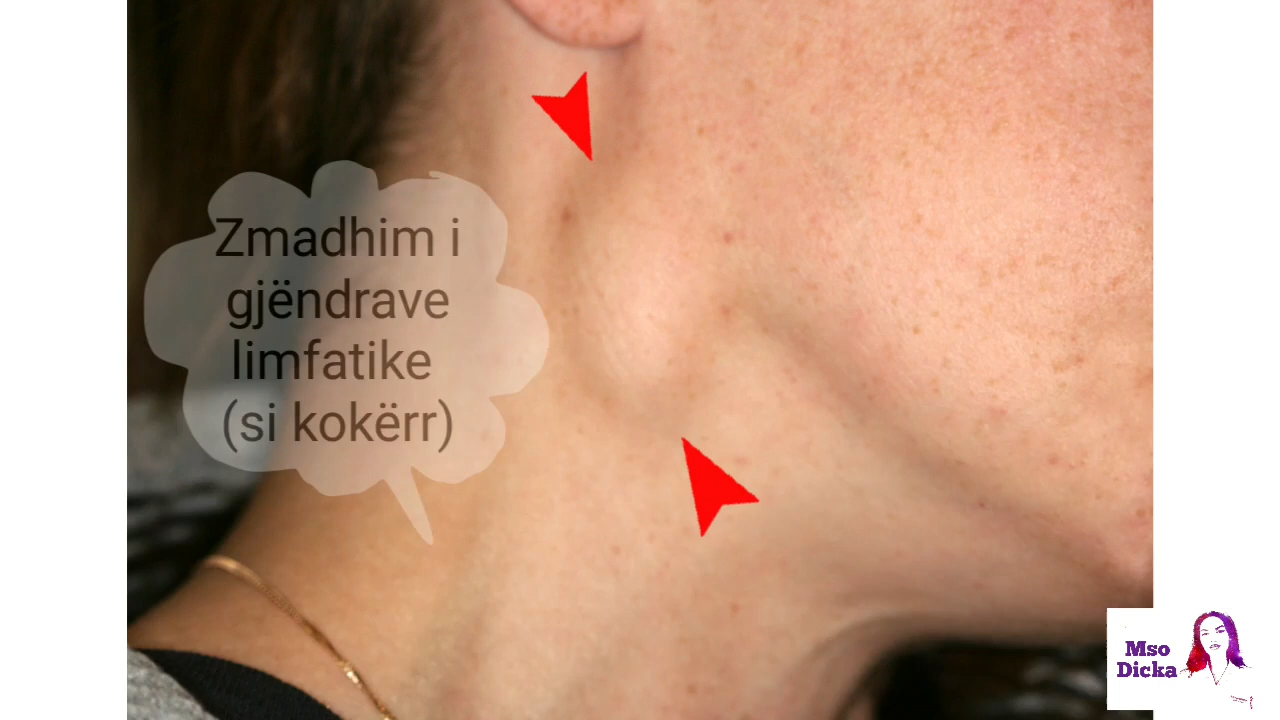 Zmadhim i
gjëndrave
limfatike
(si kokërr)
Mso
Dicka